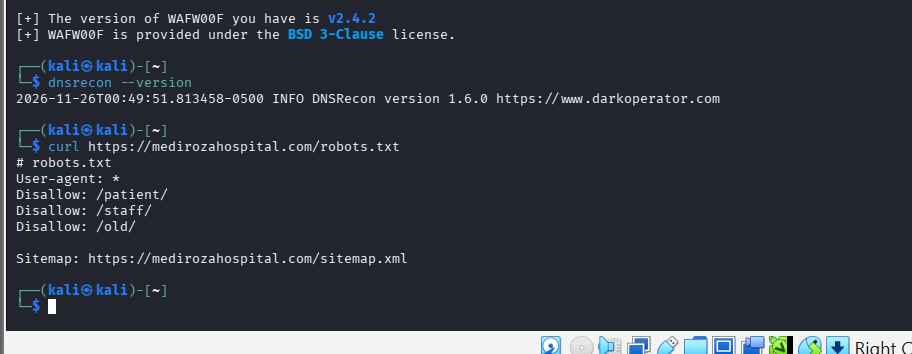 [+] The version of WAFW00F you have is v2.4.2
[+] WAFW00F is provided under the BSD 3-Clause license.
┌──(kali㉿kali)-[~]
└─$ dnsrecon --version
2026-11-26T00:49:51.813458-0500 INFO DNSRecon version 1.6.0 https://www.darkoperator.com
┌──(kali㉿kali)-[~]
└─$ curl https://medirozahospital.com/robots.txt
# robots.txt
User-agent: *
Disallow: /patient/
Disallow: /staff/
Disallow: /old/
Sitemap: https://medirozahospital.com/sitemap.xml
┌──(kali㉿kali)-[~]
└─$
Right C